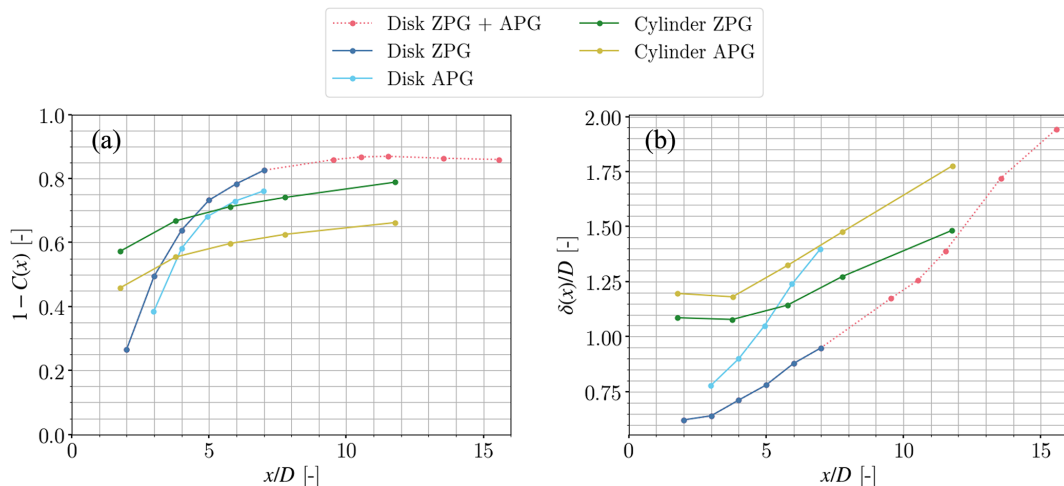 Disk ZPG + APG
Disk ZPG
Disk APG
Cylinder ZPG
Cylinder APG
(a)
1.0
0.8
0.6
0.4
0.2
0.0
1 − C(x) [-]
0 5 10 15
x/D [-]
(b)
2.00
1.75
1.50
1.25
1.00
0.75
δ(x)/D [-]
0 5 10 15
x/D [-]